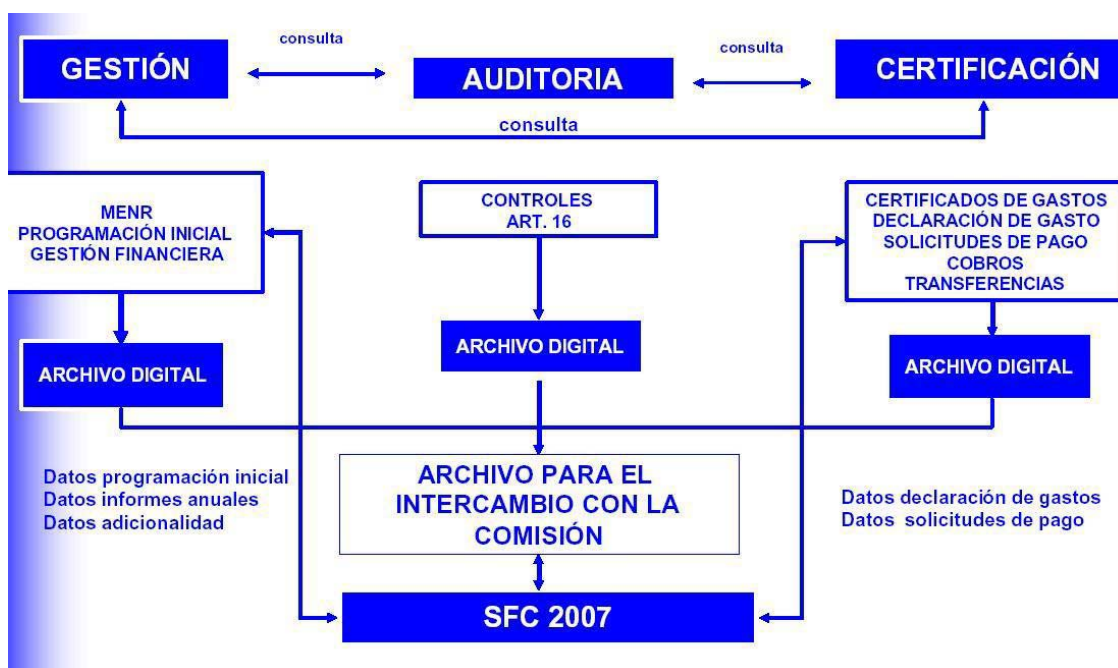 consulta
consulta
GESTIÓN
AUDITORIA
CERTIFICACIÓN
consulta
MENR
PROGRAMACIÓN INICIAL
GESTIÓN FINANCIERA
CONTROLES
ART. 16
CERTIFICADOS DE GASTOS
DECLARACIÓN DE GASTO
SOLICITUDES DE PAGO
COBROS
TRANSFERENCIAS
ARCHIVO DIGITAL
ARCHIVO DIGITAL
ARCHIVO DIGITAL
Datos programación inicial
Datos informes anuales
Datos adicionalidad
ARCHIVO PARA EL
INTERCAMBIO CON LA
COMISIÓN
Datos declaración de gastos
Datos solicitudes de pago
SFC 2007